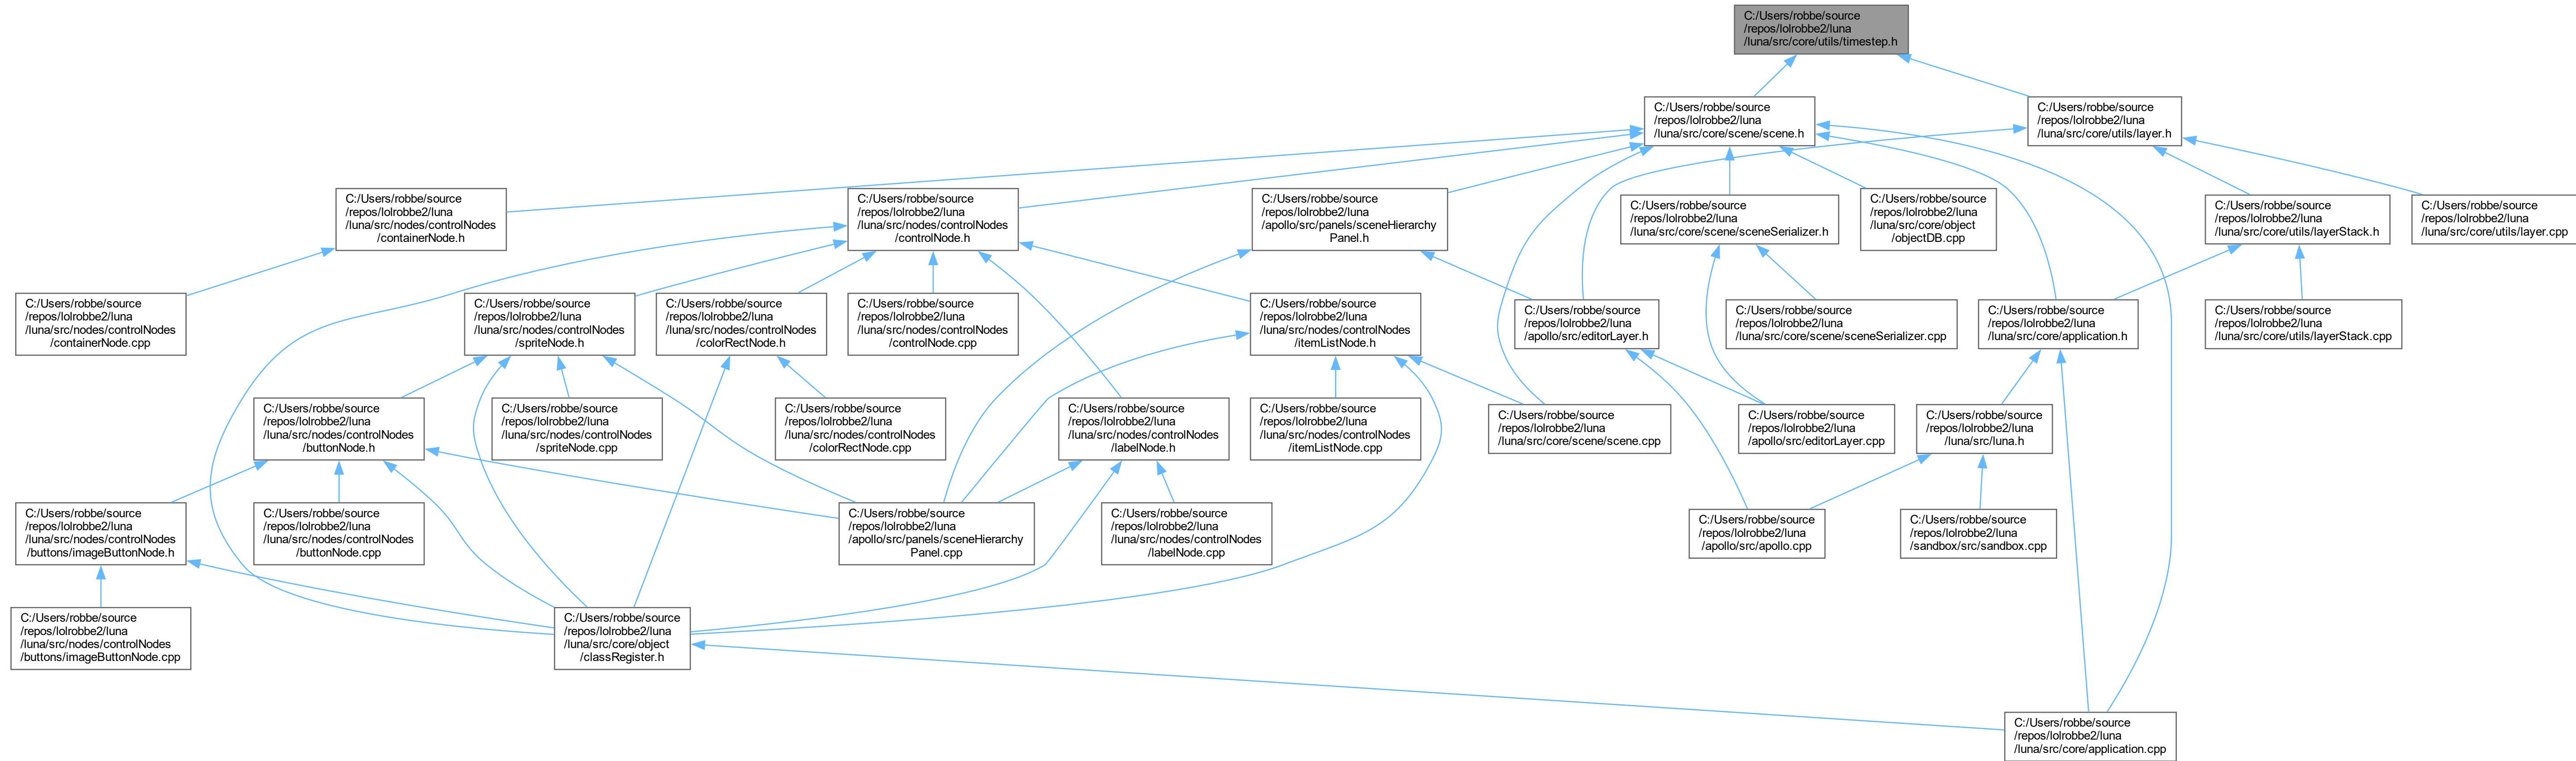 C:/Users/robbe/source
/repos/lolrobbe2/luna
/luna/src/core/utils/timestep.h
C:/Users/robbe/source
/repos/lolrobbe2/luna
/luna/src/core/scene/scene.h
C:/Users/robbe/source
/repos/lolrobbe2/luna
/luna/src/core/utils/layer.h
C:/Users/robbe/source
/repos/lolrobbe2/luna
/luna/src/nodes/controlNodes
/containerNode.h
C:/Users/robbe/source
/repos/lolrobbe2/luna
/luna/src/nodes/controlNodes
/controlNode.h
C:/Users/robbe/source
/repos/lolrobbe2/luna
/apollo/src/panels/sceneHierarchy
Panel.h
C:/Users/robbe/source
/repos/lolrobbe2/luna
/luna/src/core/scene/sceneSerializer.h
C:/Users/robbe/source
/repos/lolrobbe2/luna
/luna/src/core/object
/objectDB.cpp
C:/Users/robbe/source
/repos/lolrobbe2/luna
/luna/src/core/utils/layerStack.h
C:/Users/robbe/source
/repos/lolrobbe2/luna
/luna/src/core/utils/layer.cpp
C:/Users/robbe/source
/repos/lolrobbe2/luna
/luna/src/nodes/controlNodes
/containerNode.cpp
C:/Users/robbe/source
/repos/lolrobbe2/luna
/luna/src/nodes/controlNodes
/spriteNode.h
C:/Users/robbe/source
/repos/lolrobbe2/luna
/luna/src/nodes/controlNodes
/colorRectNode.h
C:/Users/robbe/source
/repos/lolrobbe2/luna
/luna/src/nodes/controlNodes
/controlNode.cpp
C:/Users/robbe/source
/repos/lolrobbe2/luna
/luna/src/nodes/controlNodes
/itemListNode.h
C:/Users/robbe/source
/repos/lolrobbe2/luna
/apollo/src/editorLayer.h
C:/Users/robbe/source
/repos/lolrobbe2/luna
/luna/src/core/scene/sceneSerializer.cpp
C:/Users/robbe/source
/repos/lolrobbe2/luna
/luna/src/core/application.h
C:/Users/robbe/source
/repos/lolrobbe2/luna
/luna/src/core/utils/layerStack.cpp
C:/Users/robbe/source
/repos/lolrobbe2/luna
/luna/src/nodes/controlNodes
/buttonNode.h
C:/Users/robbe/source
/repos/lolrobbe2/luna
/luna/src/nodes/controlNodes
/spriteNode.cpp
C:/Users/robbe/source
/repos/lolrobbe2/luna
/luna/src/nodes/controlNodes
/colorRectNode.cpp
C:/Users/robbe/source
/repos/lolrobbe2/luna
/luna/src/nodes/controlNodes
/labelNode.h
C:/Users/robbe/source
/repos/lolrobbe2/luna
/luna/src/nodes/controlNodes
/itemListNode.cpp
C:/Users/robbe/source
/repos/lolrobbe2/luna
/luna/src/core/scene/scene.cpp
C:/Users/robbe/source
/repos/lolrobbe2/luna
/apollo/src/editorLayer.cpp
C:/Users/robbe/source
/repos/lolrobbe2/luna
/luna/src/luna.h
C:/Users/robbe/source
/repos/lolrobbe2/luna
/luna/src/nodes/controlNodes
/buttons/imageButtonNode.h
C:/Users/robbe/source
/repos/lolrobbe2/luna
/luna/src/nodes/controlNodes
/buttonNode.cpp
C:/Users/robbe/source
/repos/lolrobbe2/luna
/apollo/src/panels/sceneHierarchy
Panel.cpp
C:/Users/robbe/source
/repos/lolrobbe2/luna
/luna/src/nodes/controlNodes
/labelNode.cpp
C:/Users/robbe/source
/repos/lolrobbe2/luna
/apollo/src/apollo.cpp
C:/Users/robbe/source
/repos/lolrobbe2/luna
/sandbox/src/sandbox.cpp
C:/Users/robbe/source
/repos/lolrobbe2/luna
/luna/src/nodes/controlNodes
/buttons/imageButtonNode.cpp
C:/Users/robbe/source
/repos/lolrobbe2/luna
/luna/src/core/object
/classRegister.h
C:/Users/robbe/source
/repos/lolrobbe2/luna
/luna/src/core/application.cpp